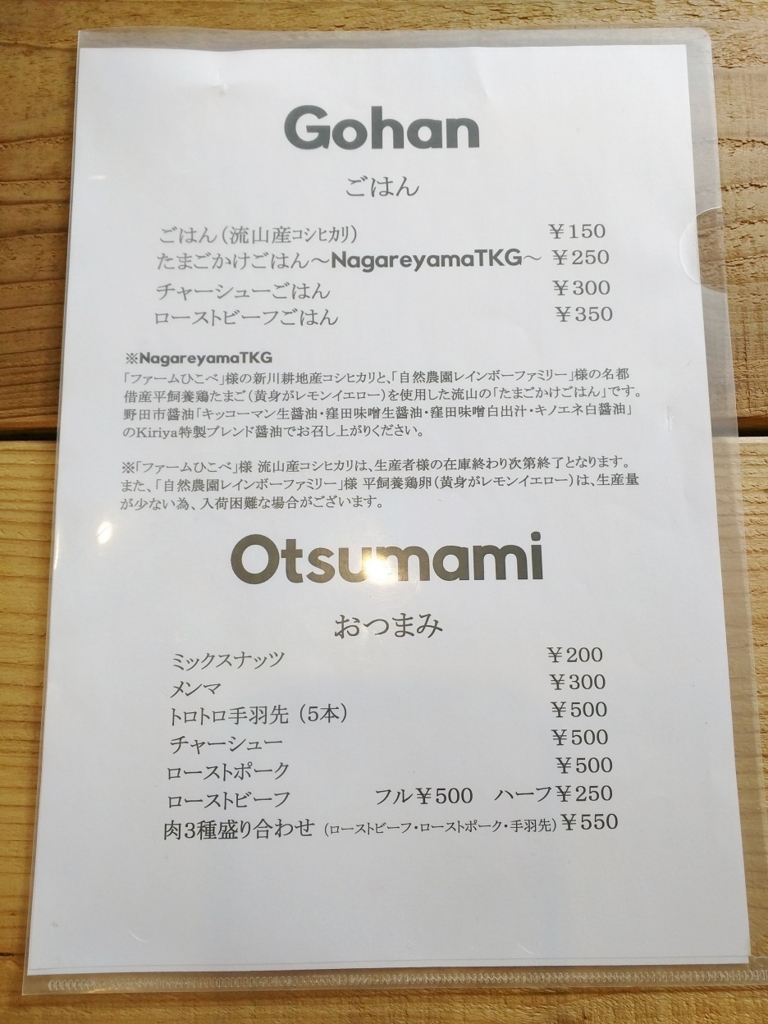 Gohan
ごはん
ごはん（流山産コシヒカリ） ￥150
たまごかけごはん～NagareyamaTKG～ ￥250
チャーシューごはん ￥300
ローストビーフごはん ￥350
※NagareyamaTKG
「ファームひこべ」様の新川耕地産コシヒカリと、「自然農園レインボーファミリー」様の名都
借産平飼養鶏たまご（黄身がレモンイエロー）を使用した流山の「たまごかけごはん」です。
野田市醤油「キッコーマン生醤油・窪田味噌生醤油・窪田味噌白出汁・キノエネ白醤油」
のKiriya特製ブレンド醤油でお召し上がりください。
※「ファームひこべ」様 流山産コシヒカリは、生産者様の在庫終わり次第終了となります。
また、「自然農園レインボーファミリー」様 平飼養鶏卵（黄身がレモンイエロー）は、生産量
が少ない為、入荷困難な場合がございます。
Otsumami
おつまみ
ミックスナッツ ￥200
メンマ ￥300
トロトロ手羽先（5本） ￥500
チャーシュー ￥500
ローストポーク ￥500
ローストビーフ フル￥500 ハーフ￥250
肉3種盛り合わせ（ローストビーフ・ローストポーク・手羽先）￥550